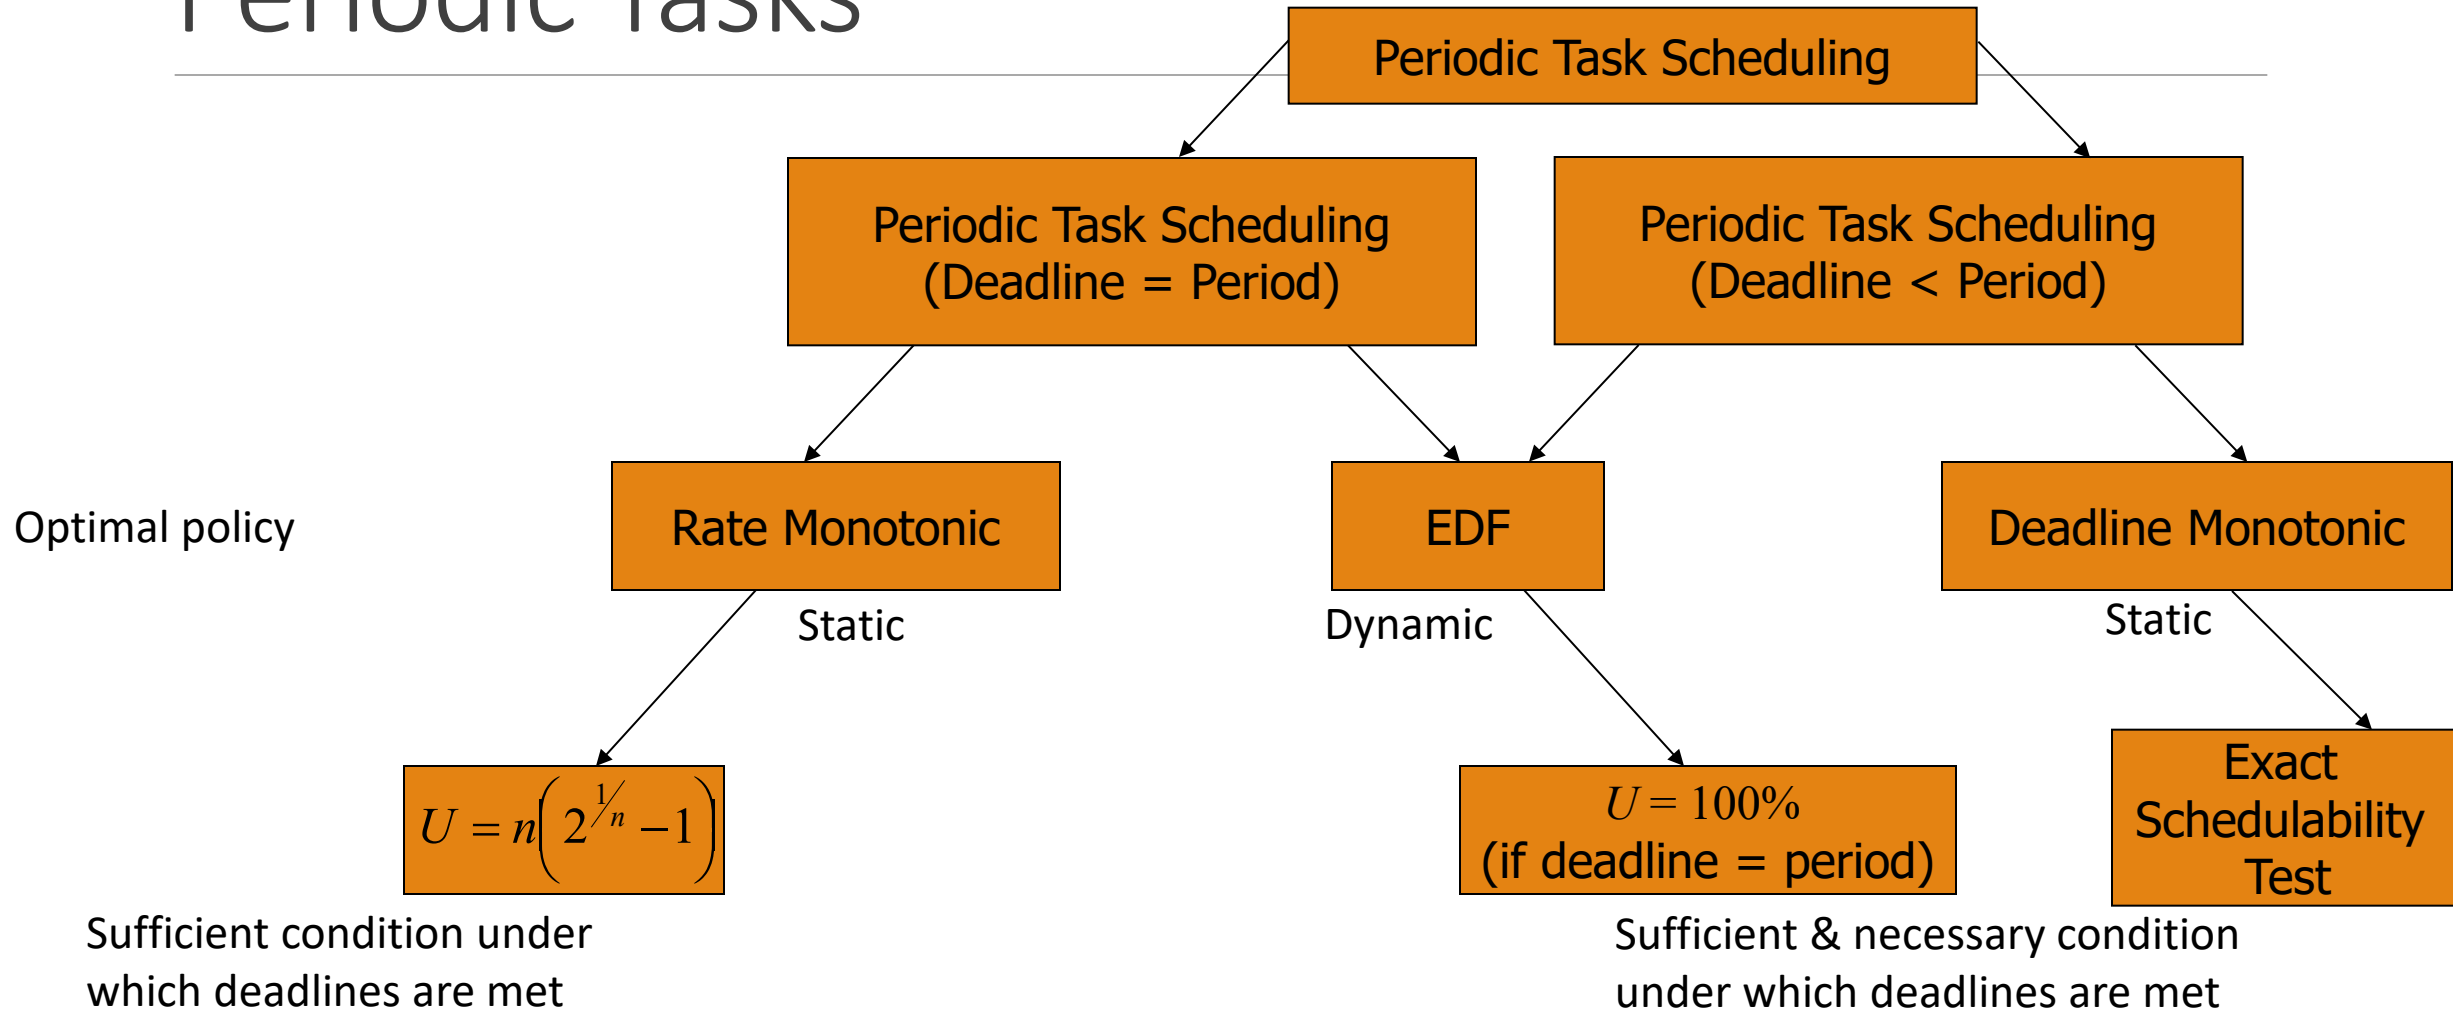 Periodic Tasks
Periodic Task Scheduling
Periodic Task Scheduling
(Deadline = Period)
Periodic Task Scheduling
(Deadline < Period)
Optimal policy
Rate Monotonic
EDF
Deadline Monotonic
Static
Dynamic
Static
U = n(2^{1/n} − 1)
U = 100%
(if deadline = period)
Exact
Schedulability
Test
Sufficient condition under
which deadlines are met
Sufficient & necessary condition
under which deadlines are met